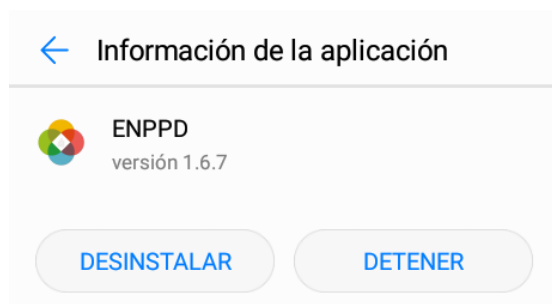 Información de la aplicación
ENPPD
versión 1.6.7
DESINSTALAR DETENER